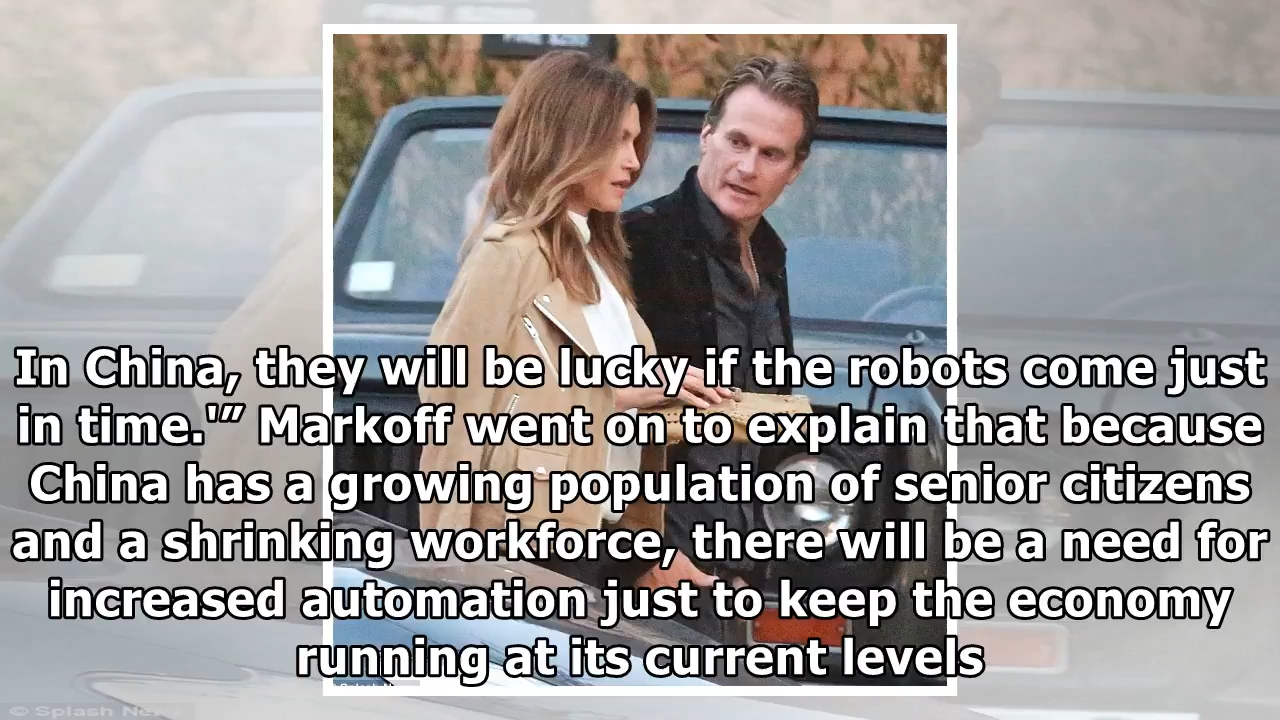 In China, they will be lucky if the robots come just
in time.'” Markoff went on to explain that because
China has a growing population of senior citizens
and a shrinking workforce, there will be a need for
increased automation just to keep the economy
running at its current levels
© Splash News